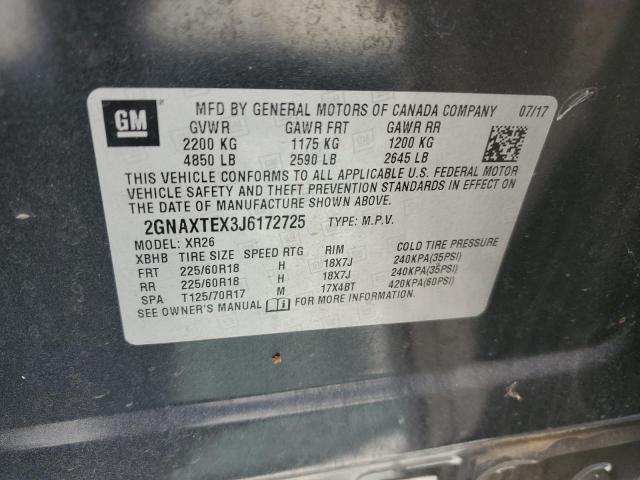 GM
MFD BY GENERAL MOTORS OF CANADA COMPANY 07/17
GVWR GAWR FRT GAWR RR
2200 KG 1175 KG 1200 KG
4850 LB 2590 LB 2645 LB
THIS VEHICLE CONFORMS TO ALL APPLICABLE U.S. FEDERAL MOTOR
VEHICLE SAFETY AND THEFT PREVENTION STANDARDS IN EFFECT ON
THE DATE OF MANUFACTURE SHOWN ABOVE.
2GNAXTEX3J6172725 TYPE: M.P.V.
MODEL: XR26
XBHB TIRE SIZE SPEED RTG RIM COLD TIRE PRESSURE
FRT 225/60R18 H 18X7J 240KPA(35PSI)
RR 225/60R18 H 18X7J 240KPA(35PSI)
SPA T125/70R17 M 17X4BT 420KPA(60PSI)
SEE OWNER'S MANUAL FOR MORE INFORMATION